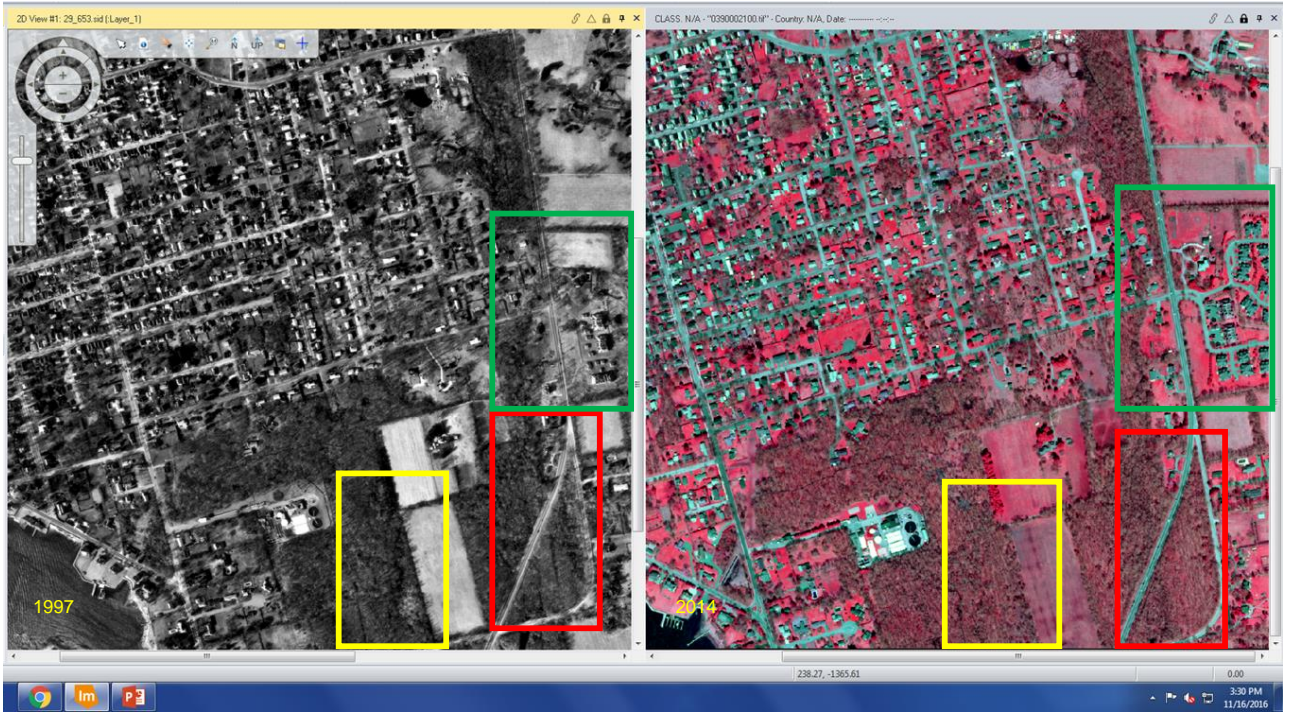 2D View #1: 29_653.sid (:Layer_1)
CLASS. N/A - "0390002100.tif" - Country: N/A, Date: ---------- --:--:--
N
UP
1997
2014
238.27, -1365.61
0.00
Im
P
3:30 PM
11/16/2016